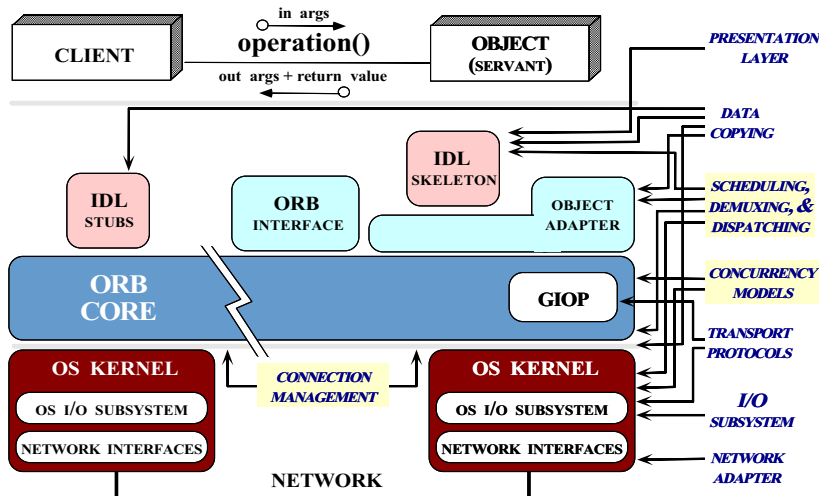 in args
operation()
CLIENT
OBJECT
(SERVANT)
out args + return value
PRESENTATION
LAYER
DATA
COPYING
IDL
SKELETON
IDL
STUBS
ORB
INTERFACE
OBJECT
ADAPTER
SCHEDULING,
DEMUXING, &
DISPATCHING
ORB
CORE
GIOP
CONCURRENCY
MODELS
TRANSPORT
PROTOCOLS
OS KERNEL
OS I/O SUBSYSTEM
NETWORK INTERFACES
CONNECTION
MANAGEMENT
OS KERNEL
OS I/O SUBSYSTEM
NETWORK INTERFACES
I/O
SUBSYSTEM
NETWORK
ADAPTER
NETWORK